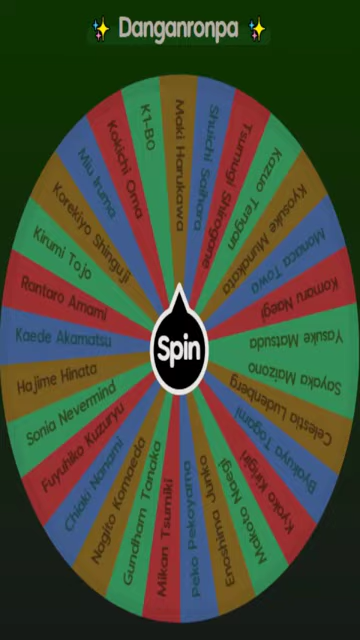 ✨ Danganronpa ✨
Maki Harukawa
Shuichi Saihara
Tsumugi Shirogane
Kazuo Tengan
Kyosuke Munakata
Monaca Towa
Komaru Naegi
Yasuke Matsuda
Sayaka Maizono
Celestia Ludenberg
Byakuya Togami
Kyoko Kirigiri
Makoto Naegi
Enoshima Junko
Peko Pekoyama
Mikan Tsumiki
Gundham Tanaka
Nagito Komaeda
Chiaki Nanami
Fuyuhiko Kuzuryu
Sonia Nevermind
Hajime Hinata
Kaede Akamatsu
Rantaro Amami
Kirumi Tojo
Korekiyo Shinguji
Miu Iruma
Kokichi Oma
K1-B0
Spin